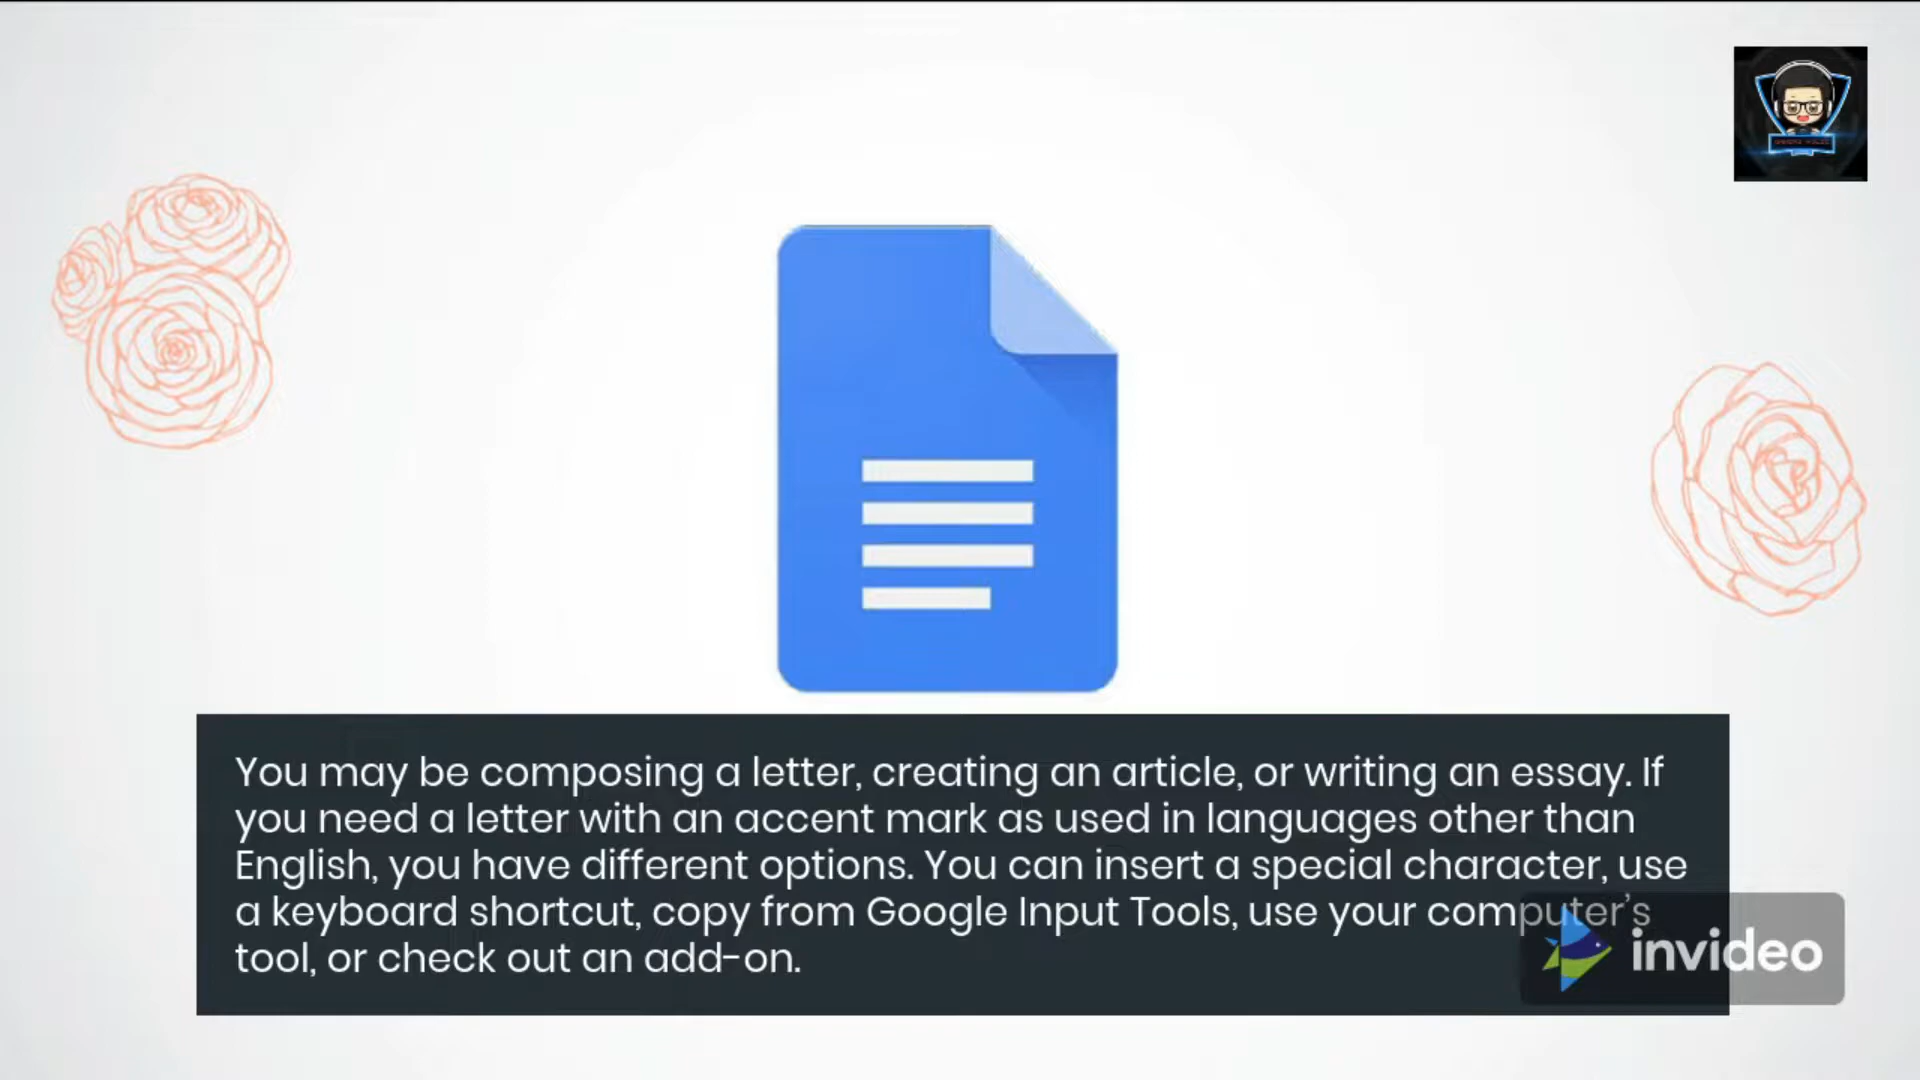 You may be composing a letter, creating an article, or writing an essay. If
you need a letter with an accent mark as used in languages other than
English, you have different options. You can insert a special character, use
a keyboard shortcut, copy from Google Input Tools, use your computer's
tool, or check out an add-on.
invideo